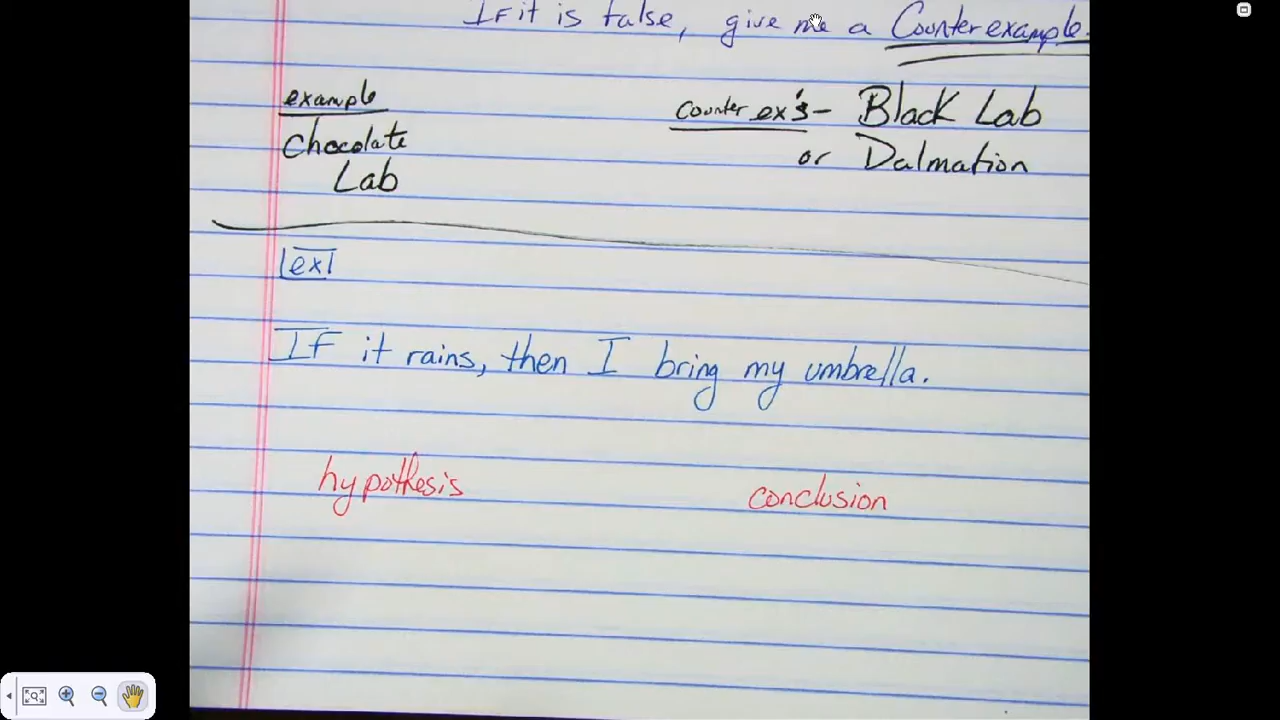 If it is false, give me a Counterexample.
example
Chocolate
Lab
Counter ex's- Black Lab
or Dalmation
ex
IF it rains, then I bring my umbrella.
hypothesis
conclusion